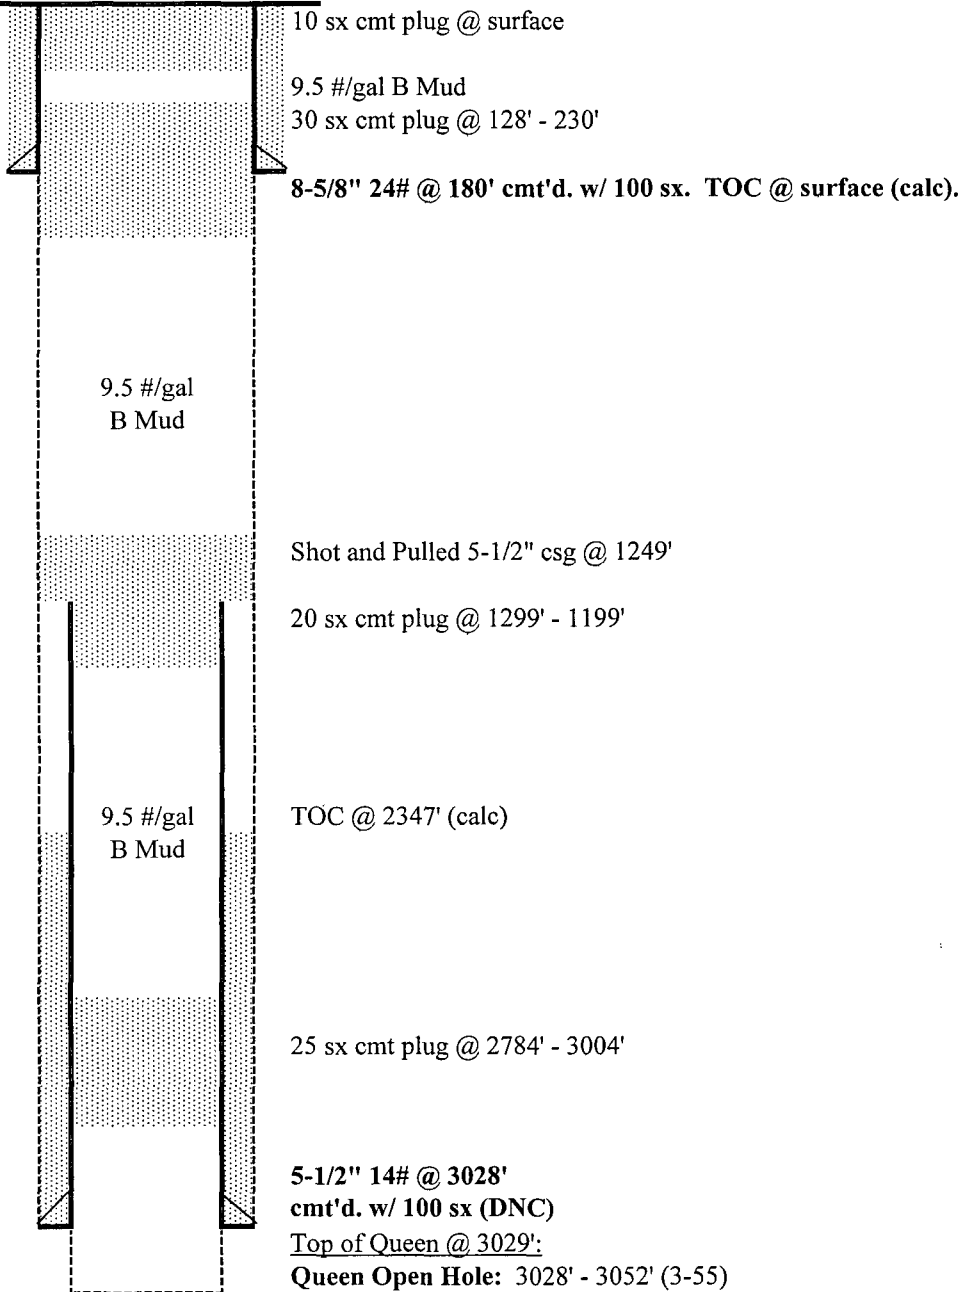 10 sx cmt plug @ surface
9.5 #/gal B Mud
30 sx cmt plug @ 128' - 230'
8-5/8" 24# @ 180' cmt'd. w/ 100 sx.  TOC @ surface (calc).
9.5 #/gal
B Mud
Shot and Pulled 5-1/2" csg @ 1249'
20 sx cmt plug @ 1299' - 1199'
9.5 #/gal
B Mud
TOC @ 2347' (calc)
25 sx cmt plug @ 2784' - 3004'
5-1/2" 14# @ 3028'
cmt'd. w/ 100 sx (DNC)
Top of Queen @ 3029':
Queen Open Hole:  3028' - 3052' (3-55)